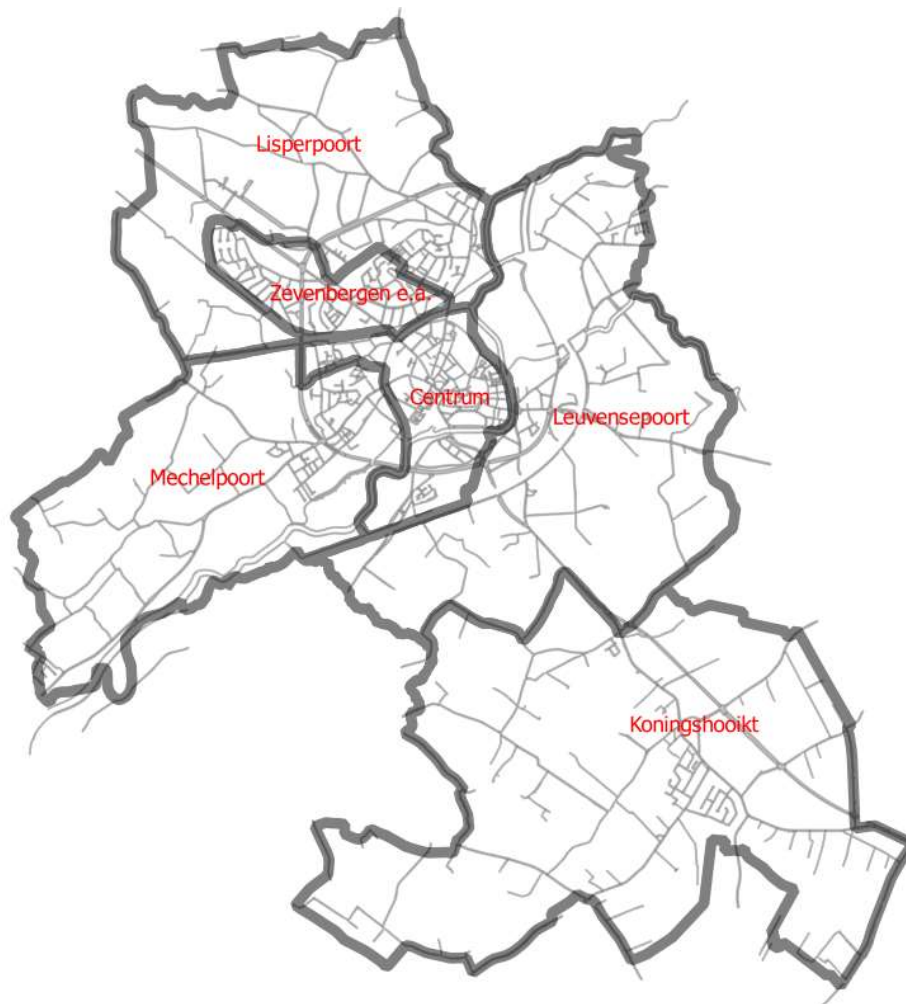 Lisperpoort
Zevenbergen e.a.
Centrum
Leuvensepoort
Mechelpoort
Koningshooikt